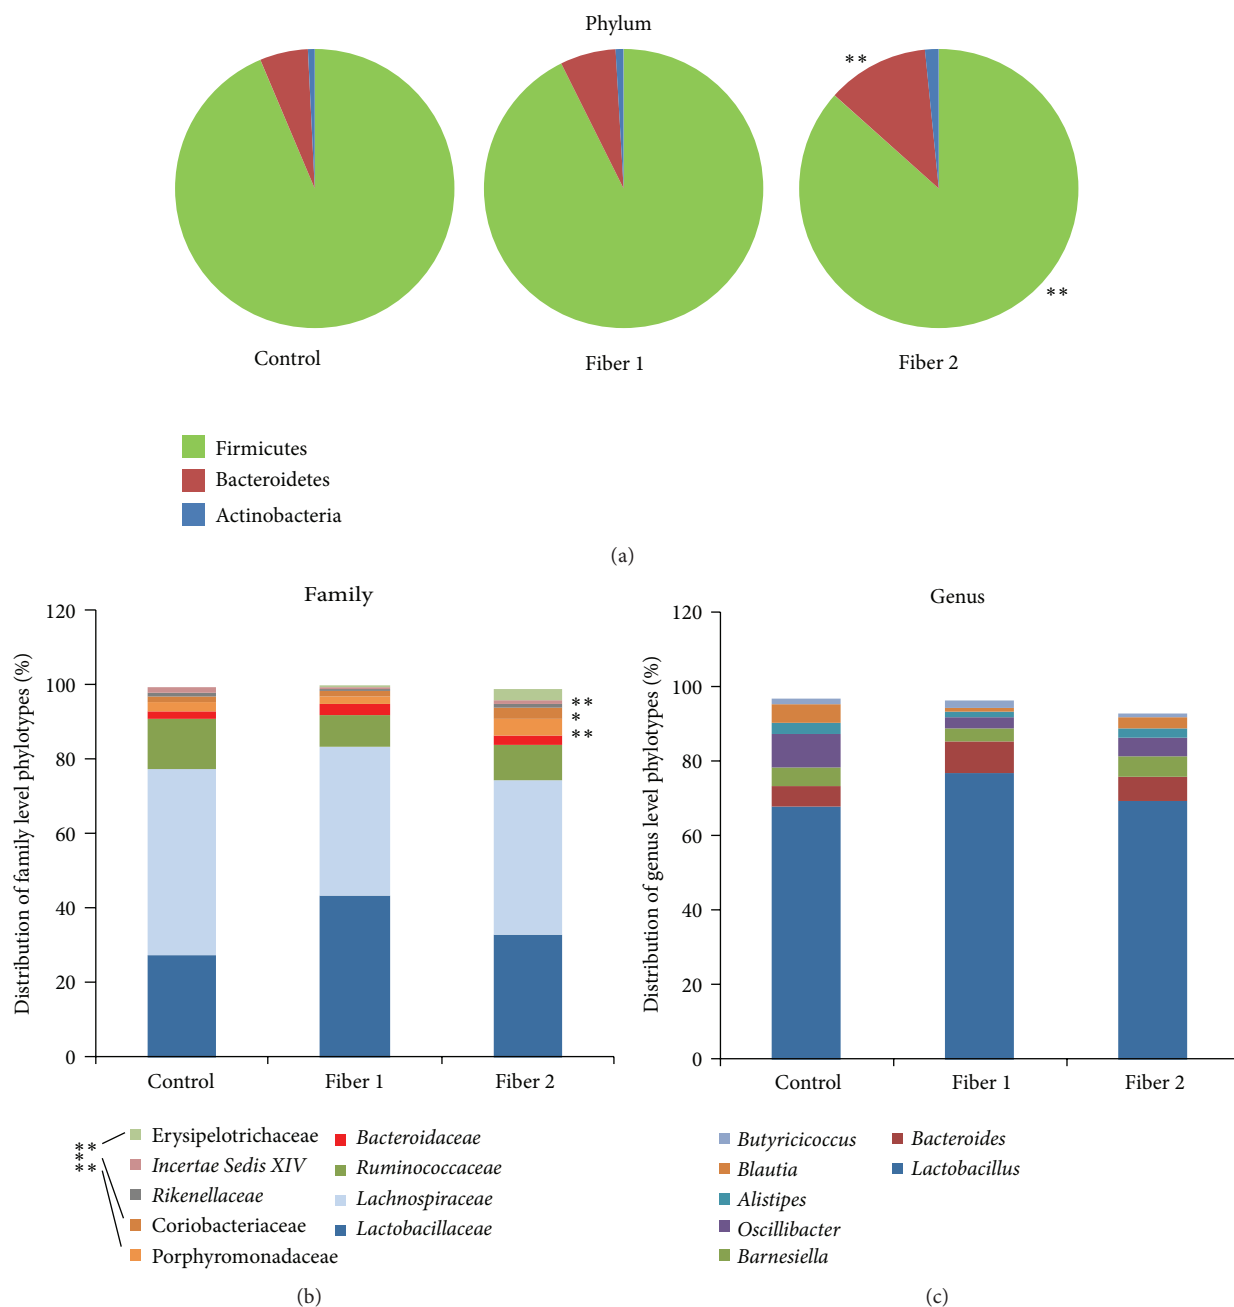 Phylum
**
**
Control
Fiber 1
Fiber 2
Firmicutes
Bacteroidetes
Actinobacteria
(a)
Family
120
100
80
60
40
20
0
Distribution of family level phylotypes (%)
**
*
**
Control
Fiber 1
Fiber 2
**
*
**
Erysipelotrichaceae
Incertae Sedis XIV
Rikenellaceae
Coriobacteriaceae
Porphyromonadaceae
Bacteroidaceae
Ruminococcaceae
Lachnospiraceae
Lactobacillaceae
(b)
Genus
120
100
80
60
40
20
0
Distribution of genus level phylotypes (%)
Control
Fiber 1
Fiber 2
Butyricicoccus
Blautia
Alistipes
Oscillibacter
Barnesiella
Bacteroides
Lactobacillus
(c)